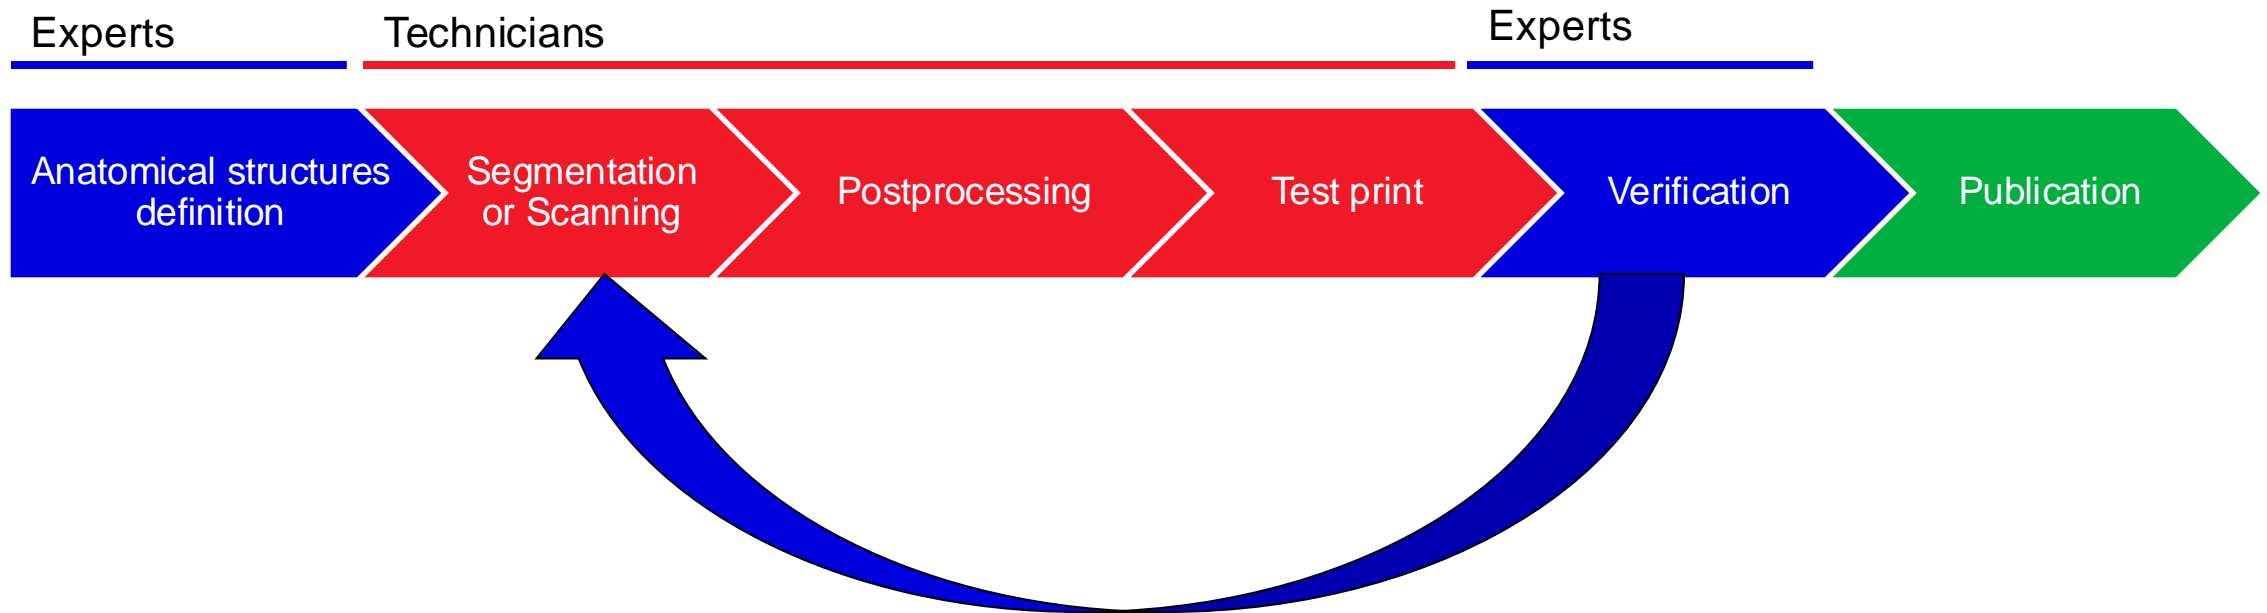 Experts
Technicians
Experts
Anatomical structures
definition
Segmentation
or Scanning
Postprocessing
Test print
Verification
Publication